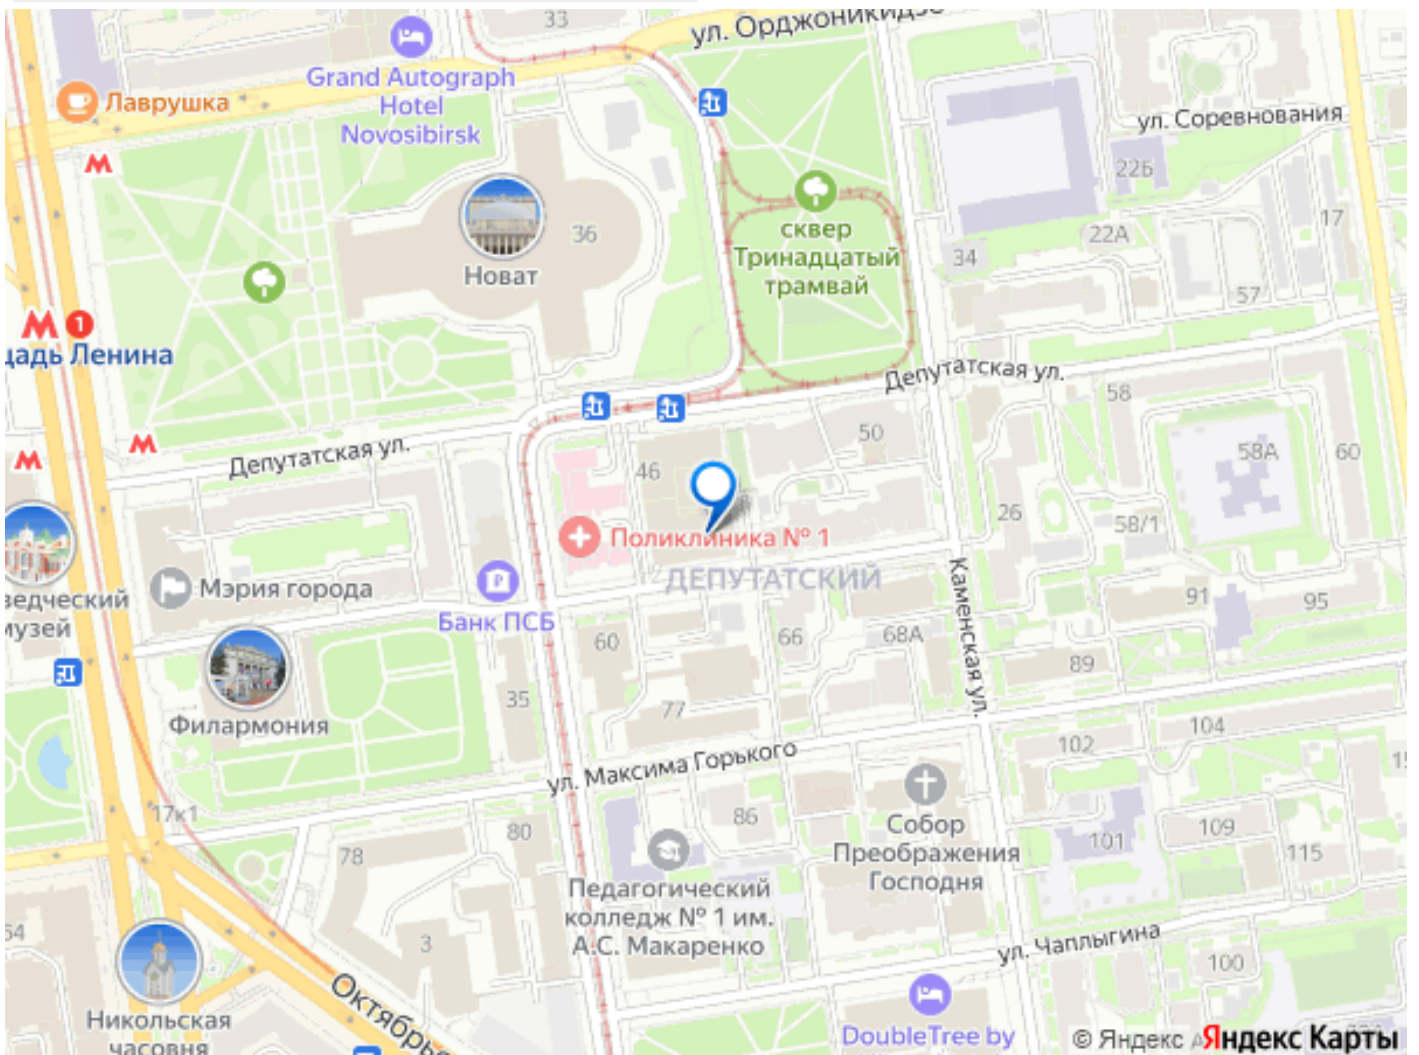 33
ул. Орджоникидзе
Grand Autograph
Hotel
Novosibirsk
Лаврушка
ул. Соревнования
22Б
17
сквер
Тринадцатый
трамвай
22А
34
36
Новат
57
1
щадь Ленина
Депутатская ул.
58
50
Депутатская ул.
58А
60
46
26
58/1
Поликлиника № 1
ДЕПУТАТСКИЙ
Мэрия города
Банк ПСБ
ведческий
музей
91
95
60
66
68А
Каменская ул.
89
35
77
Филармония
104
102
ул. Максима Горького
17к1
86
80
78
Собор
Преображения
Господня
101
109
115
Педагогический
колледж № 1 им.
А.С. Макаренко
54
3
ул. Чаплыгина
100
Октябрьс
Никольская
часовня
DoubleTree by
© Яндекс
Яндекс Карты